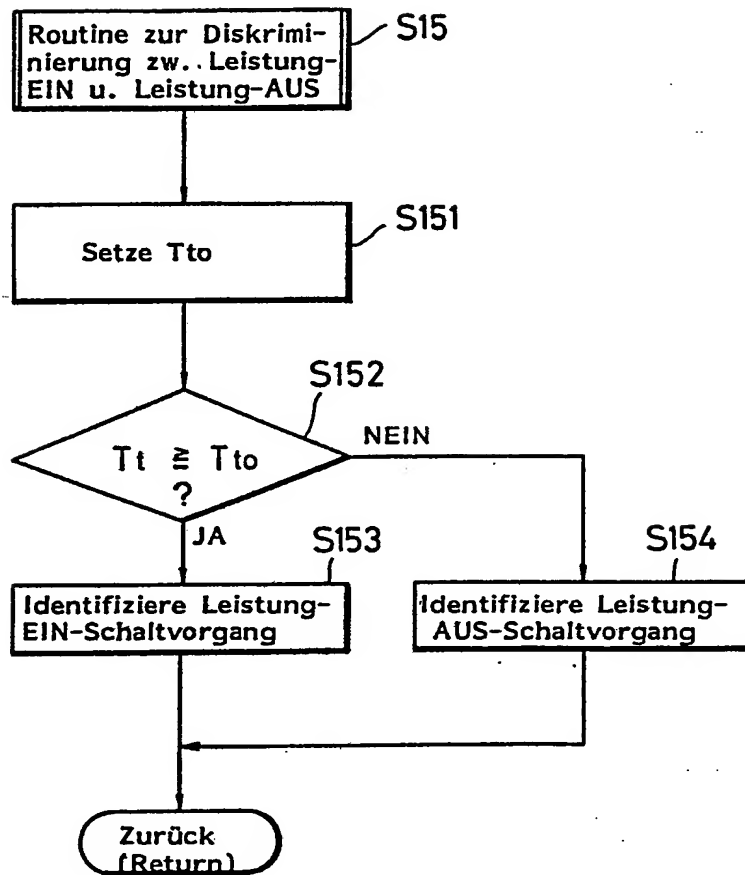 Routine zur Diskrimi-
nierung zw.. Leistung-
EIN u. Leistung-AUS
S15
Setze Tto
S151
S152
Tt ≧ Tto
?
NEIN
JA
S153
Identifiziere Leistung-
EIN-Schaltvorgang
S154
Identifiziere Leistung-
AUS-Schaltvorgang
Zurück
(Return)